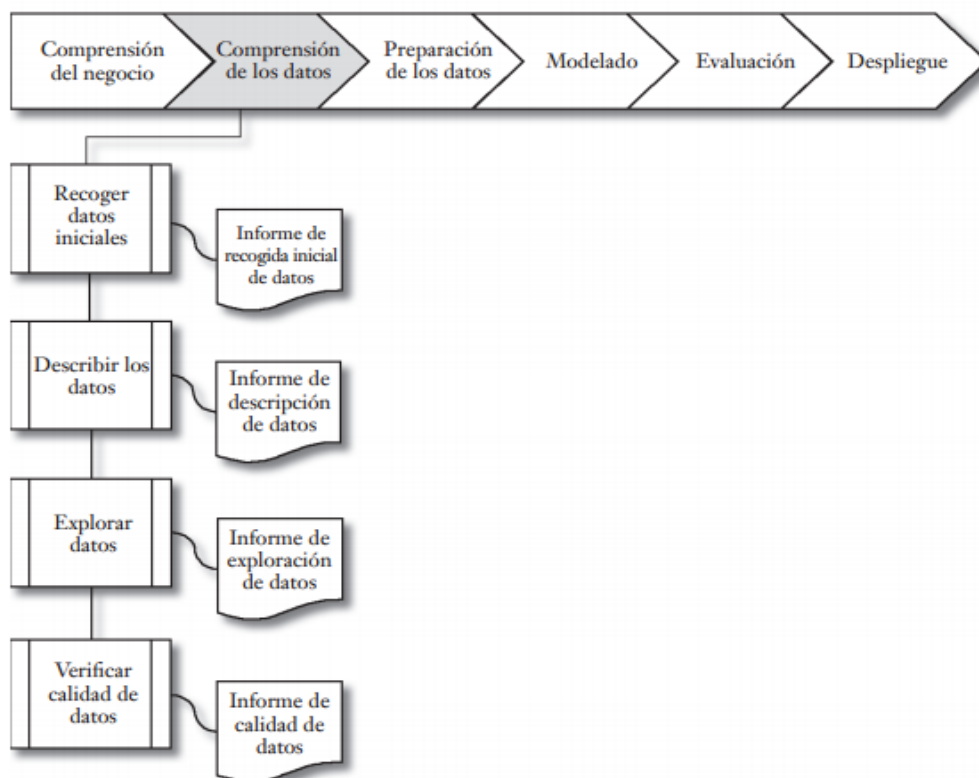 Comprensión
del negocio
Comprensión
de los datos
Preparación
de los datos
Modelado
Evaluación
Despliegue
Recoger
datos
iniciales
Informe de
recogida inicial
de datos
Describir los
datos
Informe de
descripción
de datos
Explorar
datos
Informe de
exploración
de datos
Verificar
calidad de
datos
Informe de
calidad de
datos